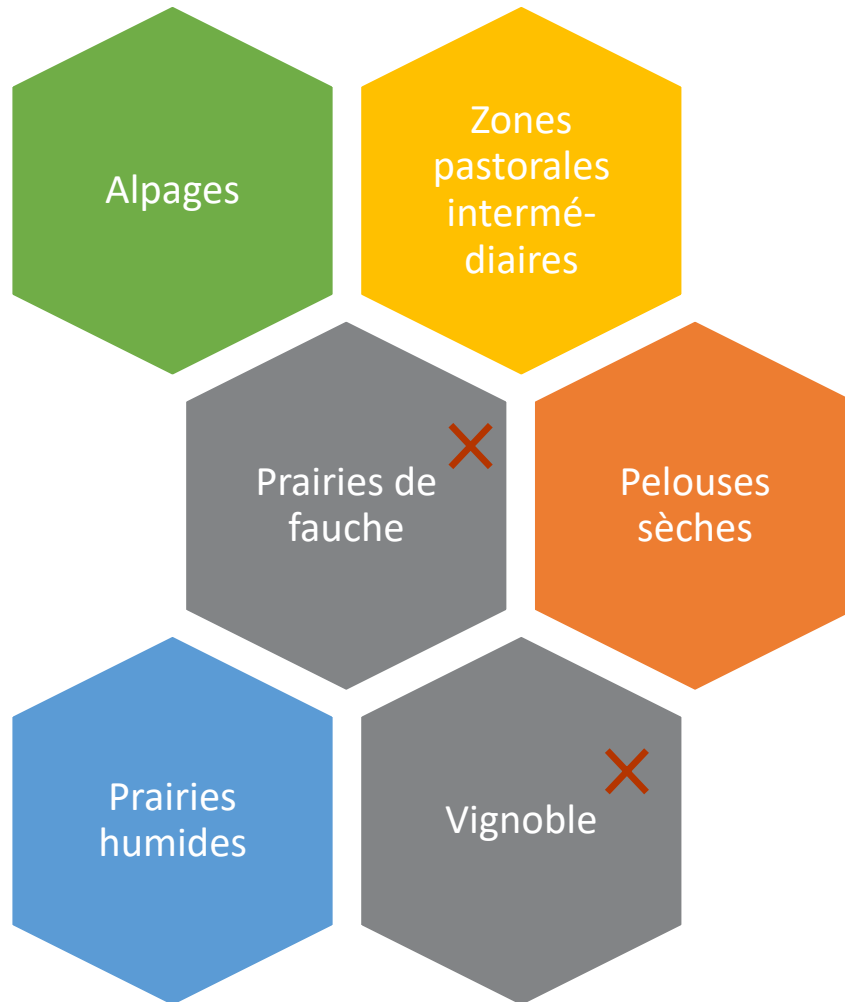 Alpages
Zones
pastorales
intermé-
diaires
Prairies de
fauche
Pelouses
sèches
Prairies
humides
Vignoble